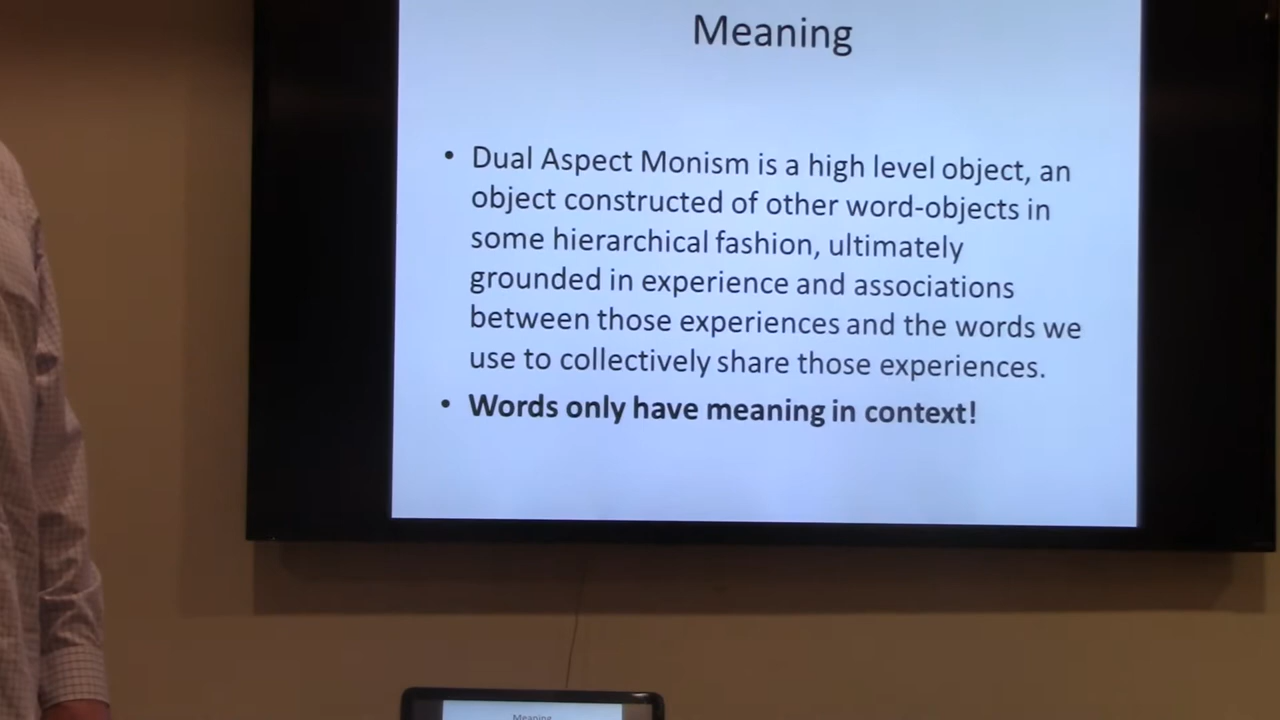 Meaning
• Dual Aspect Monism is a high level object, an
object constructed of other word-objects in
some hierarchical fashion, ultimately
grounded in experience and associations
between those experiences and the words we
use to collectively share those experiences.
• Words only have meaning in context!
Meaning